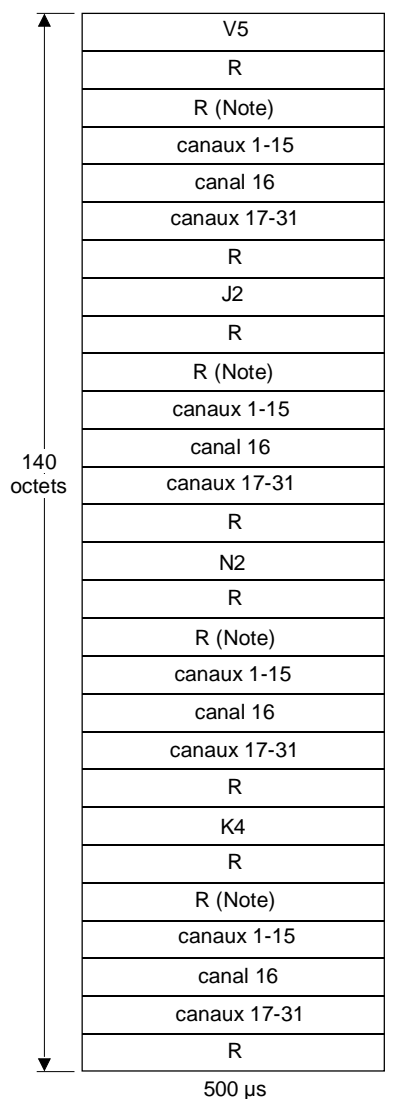 V5
R
R (Note)
canaux 1-15
canal 16
canaux 17-31
R
J2
R
R (Note)
canaux 1-15
canal 16
canaux 17-31
R
N2
R
R (Note)
canaux 1-15
canal 16
canaux 17-31
R
K4
R
R (Note)
canaux 1-15
canal 16
canaux 17-31
R
140
octets
500 µs